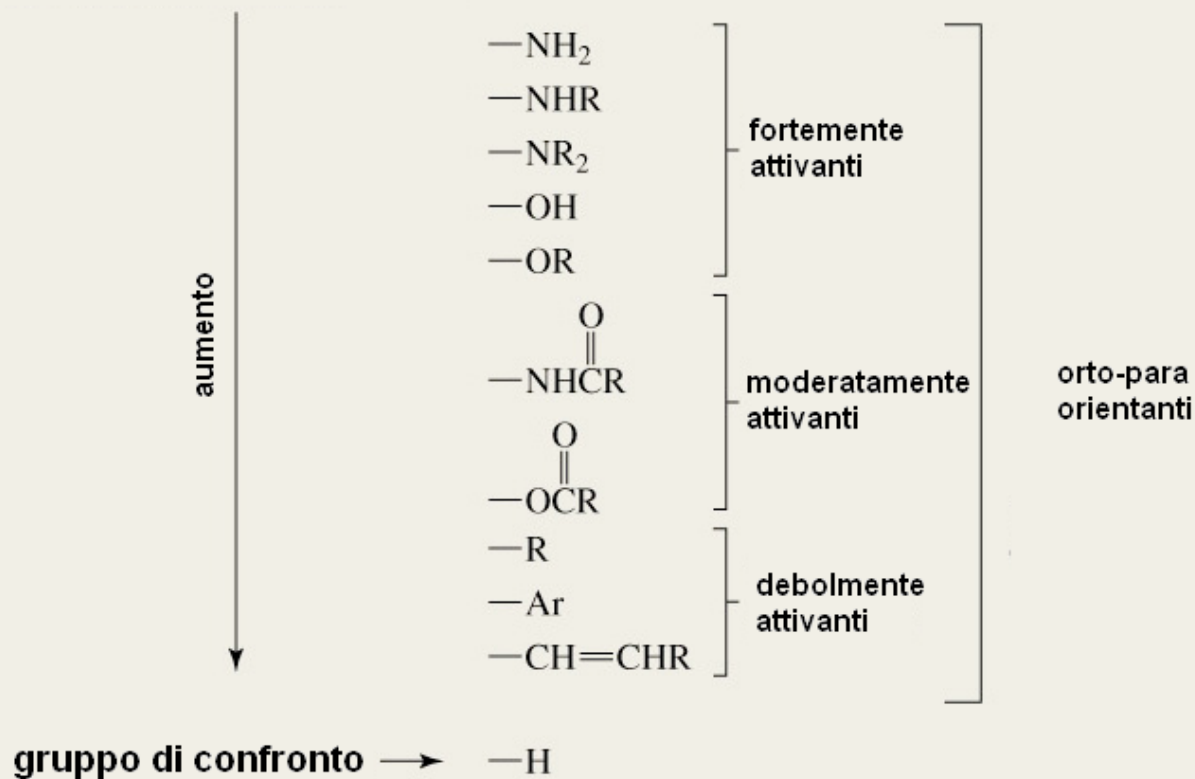 —NH₂
—NHR
—NR₂
—OH
—OR
fortemente
attivanti
aumento
O
—NHCR
moderatamente
attivanti
O
—OCR
orto-para
orientanti
—R
—Ar
—CH=CHR
debolmente
attivanti
gruppo di confronto → —H